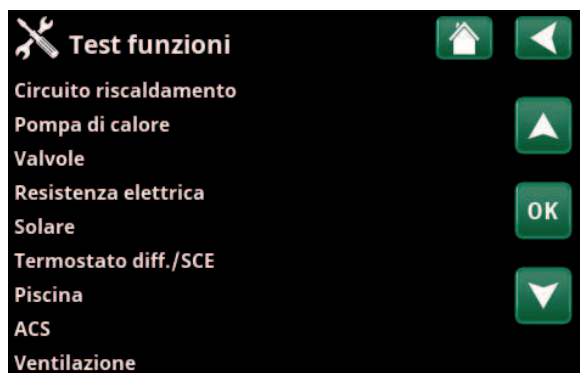 Test funzioni
Circuito riscaldamento
Pompa di calore
Valvole
Resistenza elettrica
OK
Solare
Termostato diff./SCE
Piscina
ACS
Ventilazione